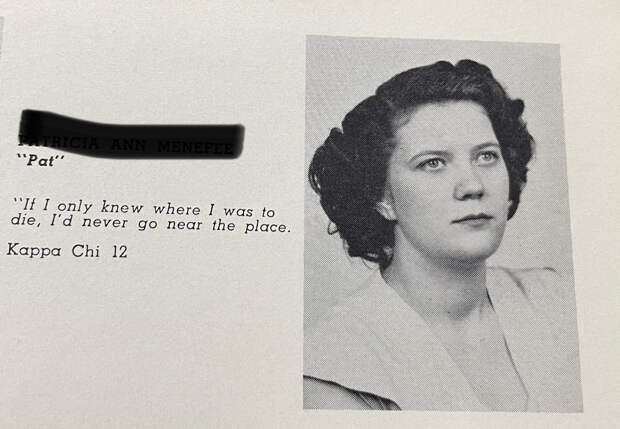 "Pat"
"If I only knew where I was to
die, I'd never go near the place.
Kappa Chi 12